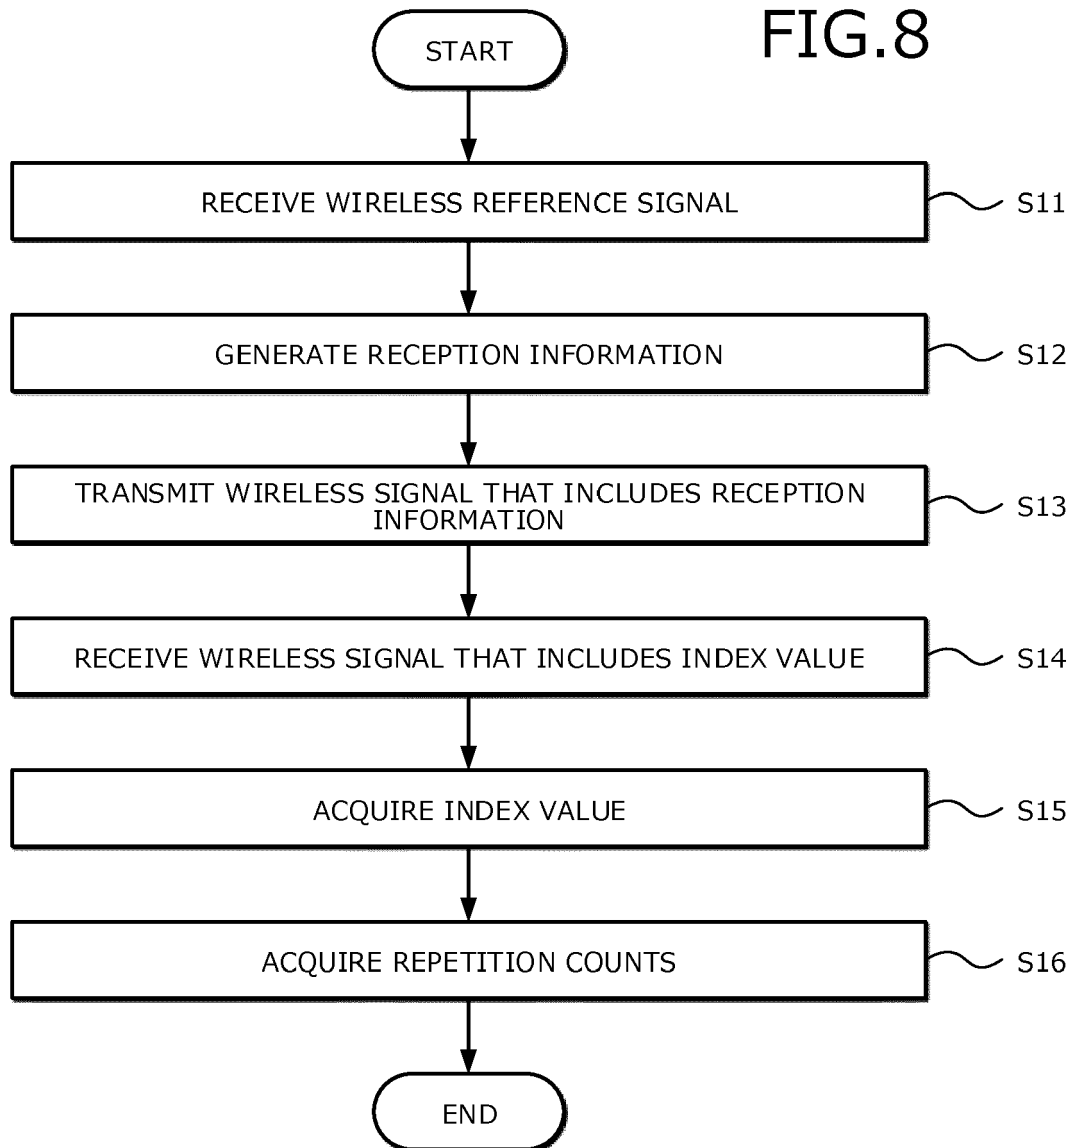 FIG.8
START
RECEIVE WIRELESS REFERENCE SIGNAL
S11
GENERATE RECEPTION INFORMATION
S12
TRANSMIT WIRELESS SIGNAL THAT INCLUDES RECEPTION
INFORMATION
S13
RECEIVE WIRELESS SIGNAL THAT INCLUDES INDEX VALUE
S14
ACQUIRE INDEX VALUE
S15
ACQUIRE REPETITION COUNTS
S16
END